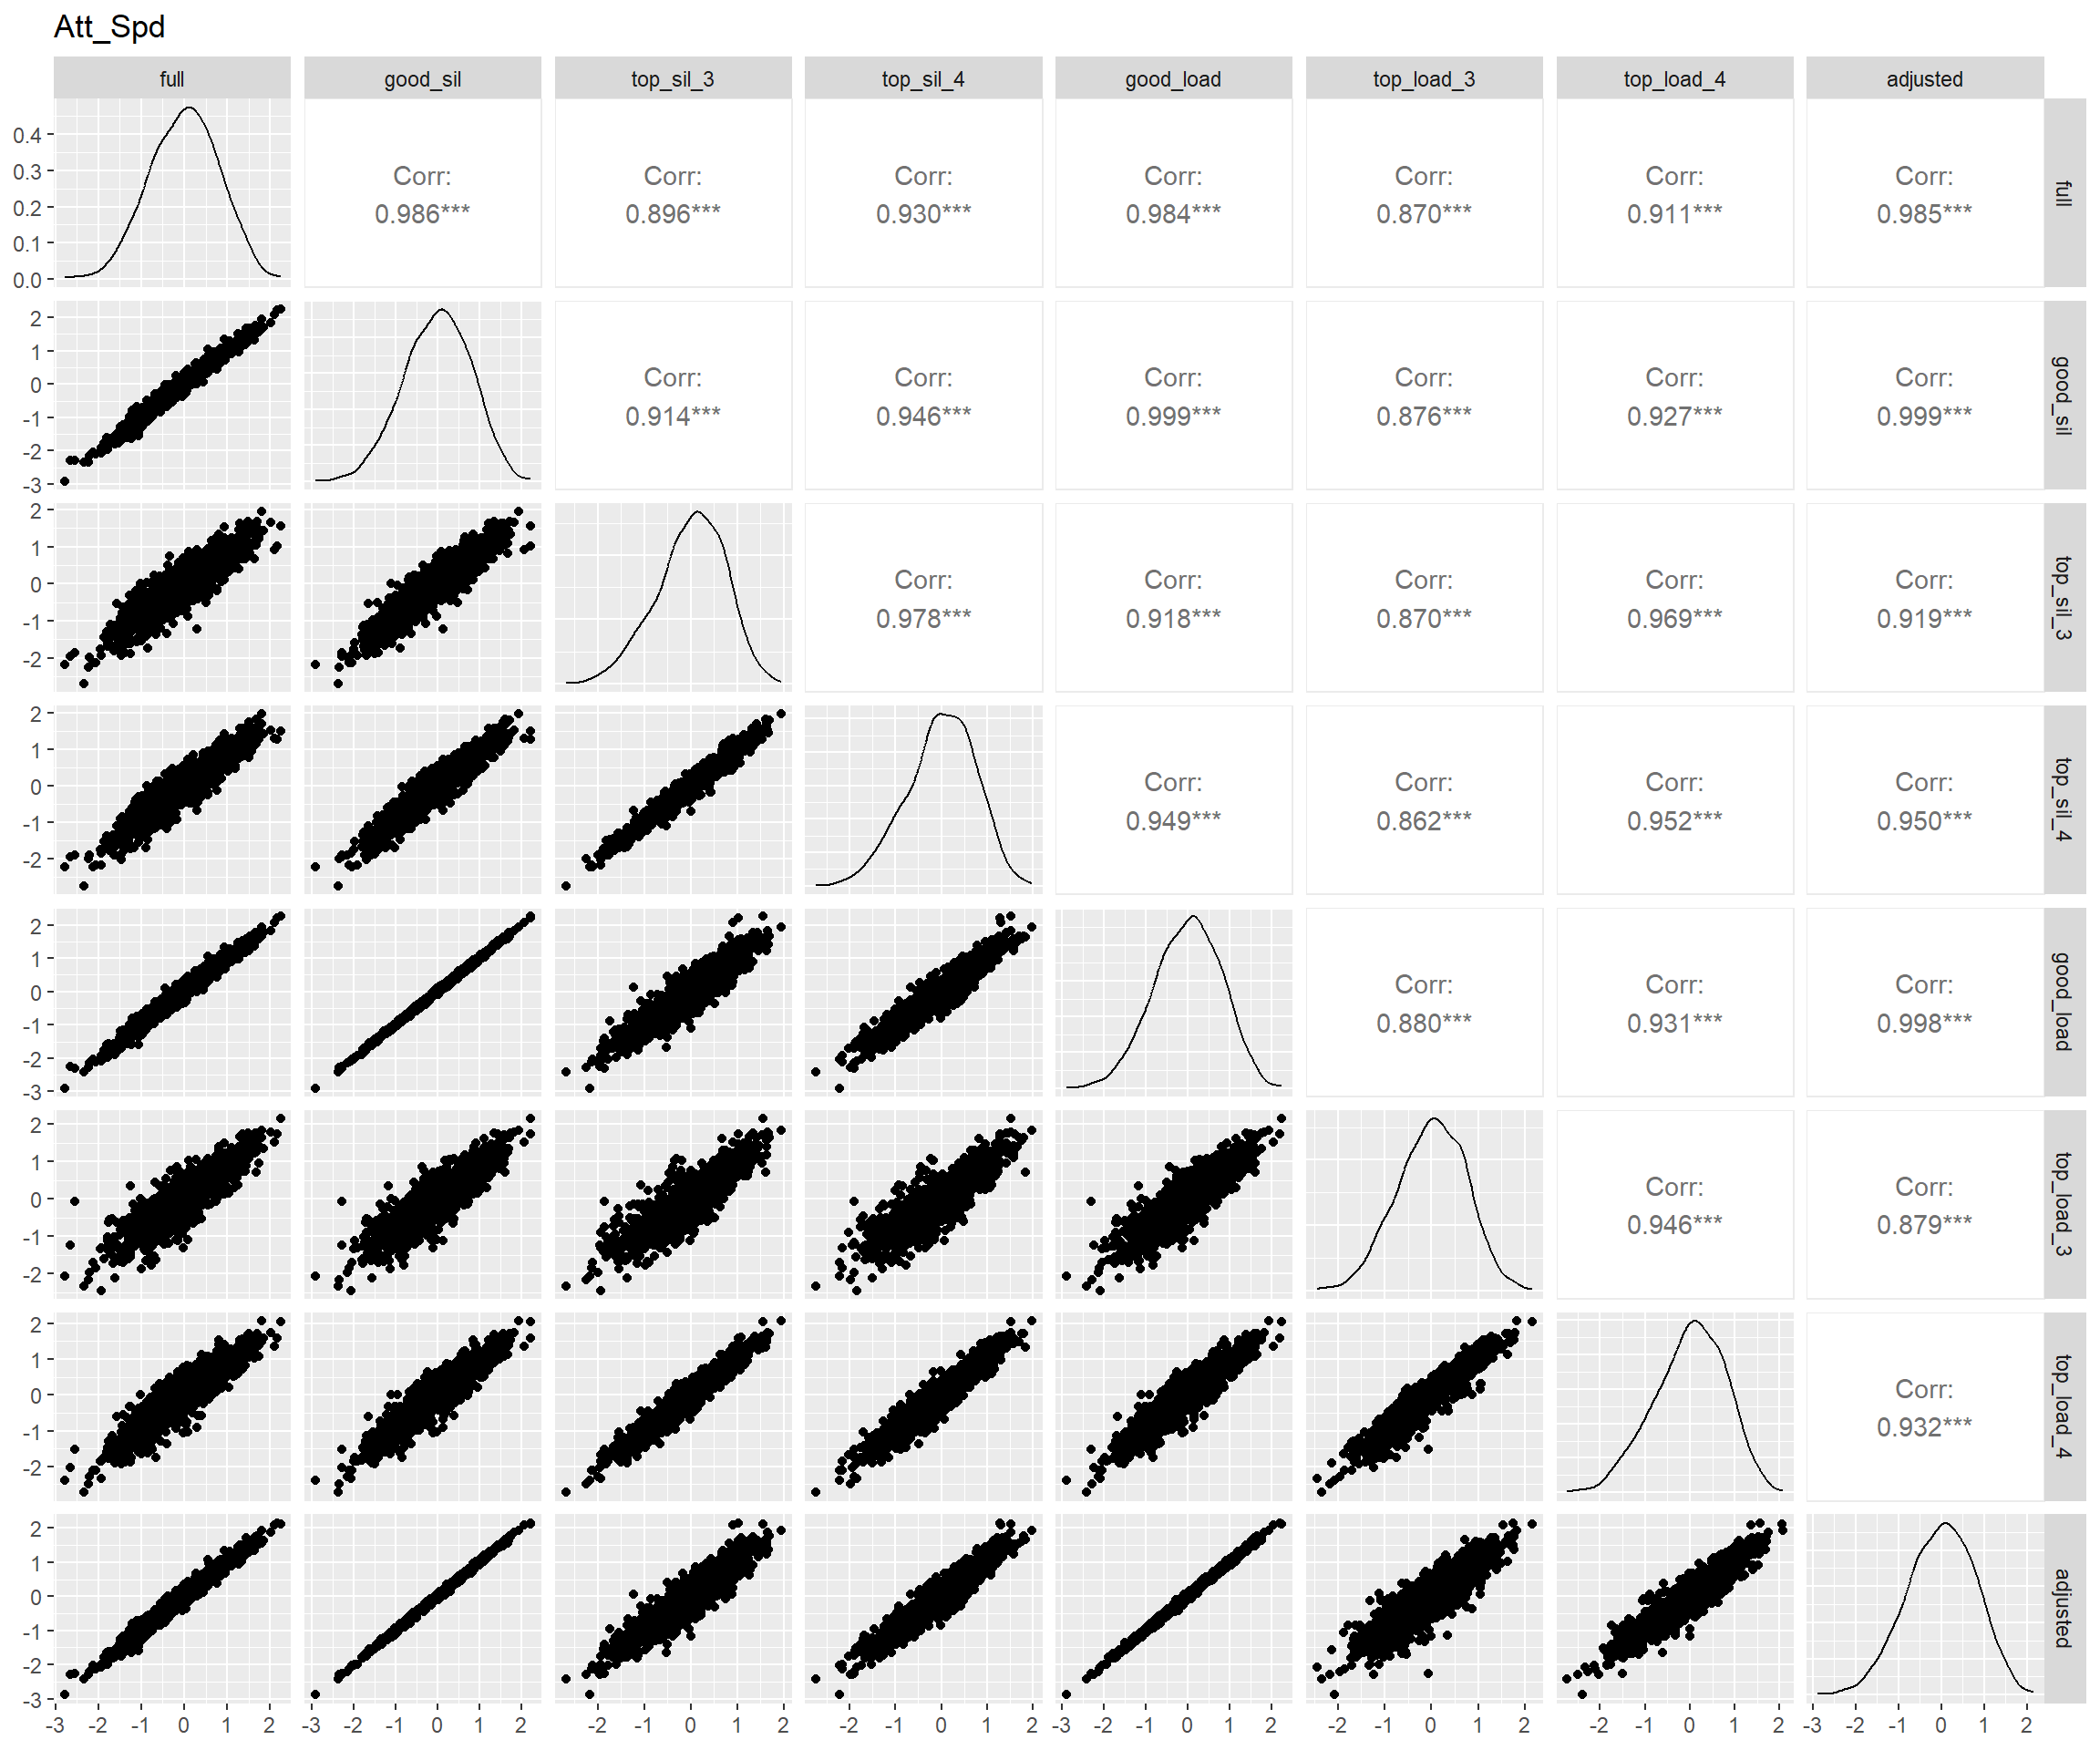 Att_Spd
full good_sil top_sil_3 top_sil_4 good_load top_load_3 top_load_4 adjusted
0.4
0.3
0.2
0.1
0.0
Corr: Corr: Corr: Corr: Corr: Corr: Corr:
0.986*** 0.896*** 0.930*** 0.984*** 0.870*** 0.911*** 0.985***
full
2
1
0
-1
-2
-3
Corr: Corr: Corr: Corr: Corr: Corr:
0.914*** 0.946*** 0.999*** 0.876*** 0.927*** 0.999***
good_sil
2
1
0
-1
-2
Corr: Corr: Corr: Corr: Corr:
0.978*** 0.918*** 0.870*** 0.969*** 0.919***
top_sil_3
2
1
0
-1
-2
Corr: Corr: Corr: Corr:
0.949*** 0.862*** 0.952*** 0.950***
top_sil_4
2
1
0
-1
-2
-3
Corr: Corr: Corr:
0.880*** 0.931*** 0.998***
good_load
2
1
0
-1
-2
Corr: Corr:
0.946*** 0.879***
top_load_3
2
1
0
-1
-2
Corr:
0.932***
top_load_4
2
1
0
-1
-2
-3
adjusted
-3 -2 -1 0 1 2 -3 -2 -1 0 1 2 -2 -1 0 1 2 -2 -1 0 1 2 -3 -2 -1 0 1 2 -2 -1 0 1 2 -2 -1 0 1 2 -3 -2 -1 0 1 2